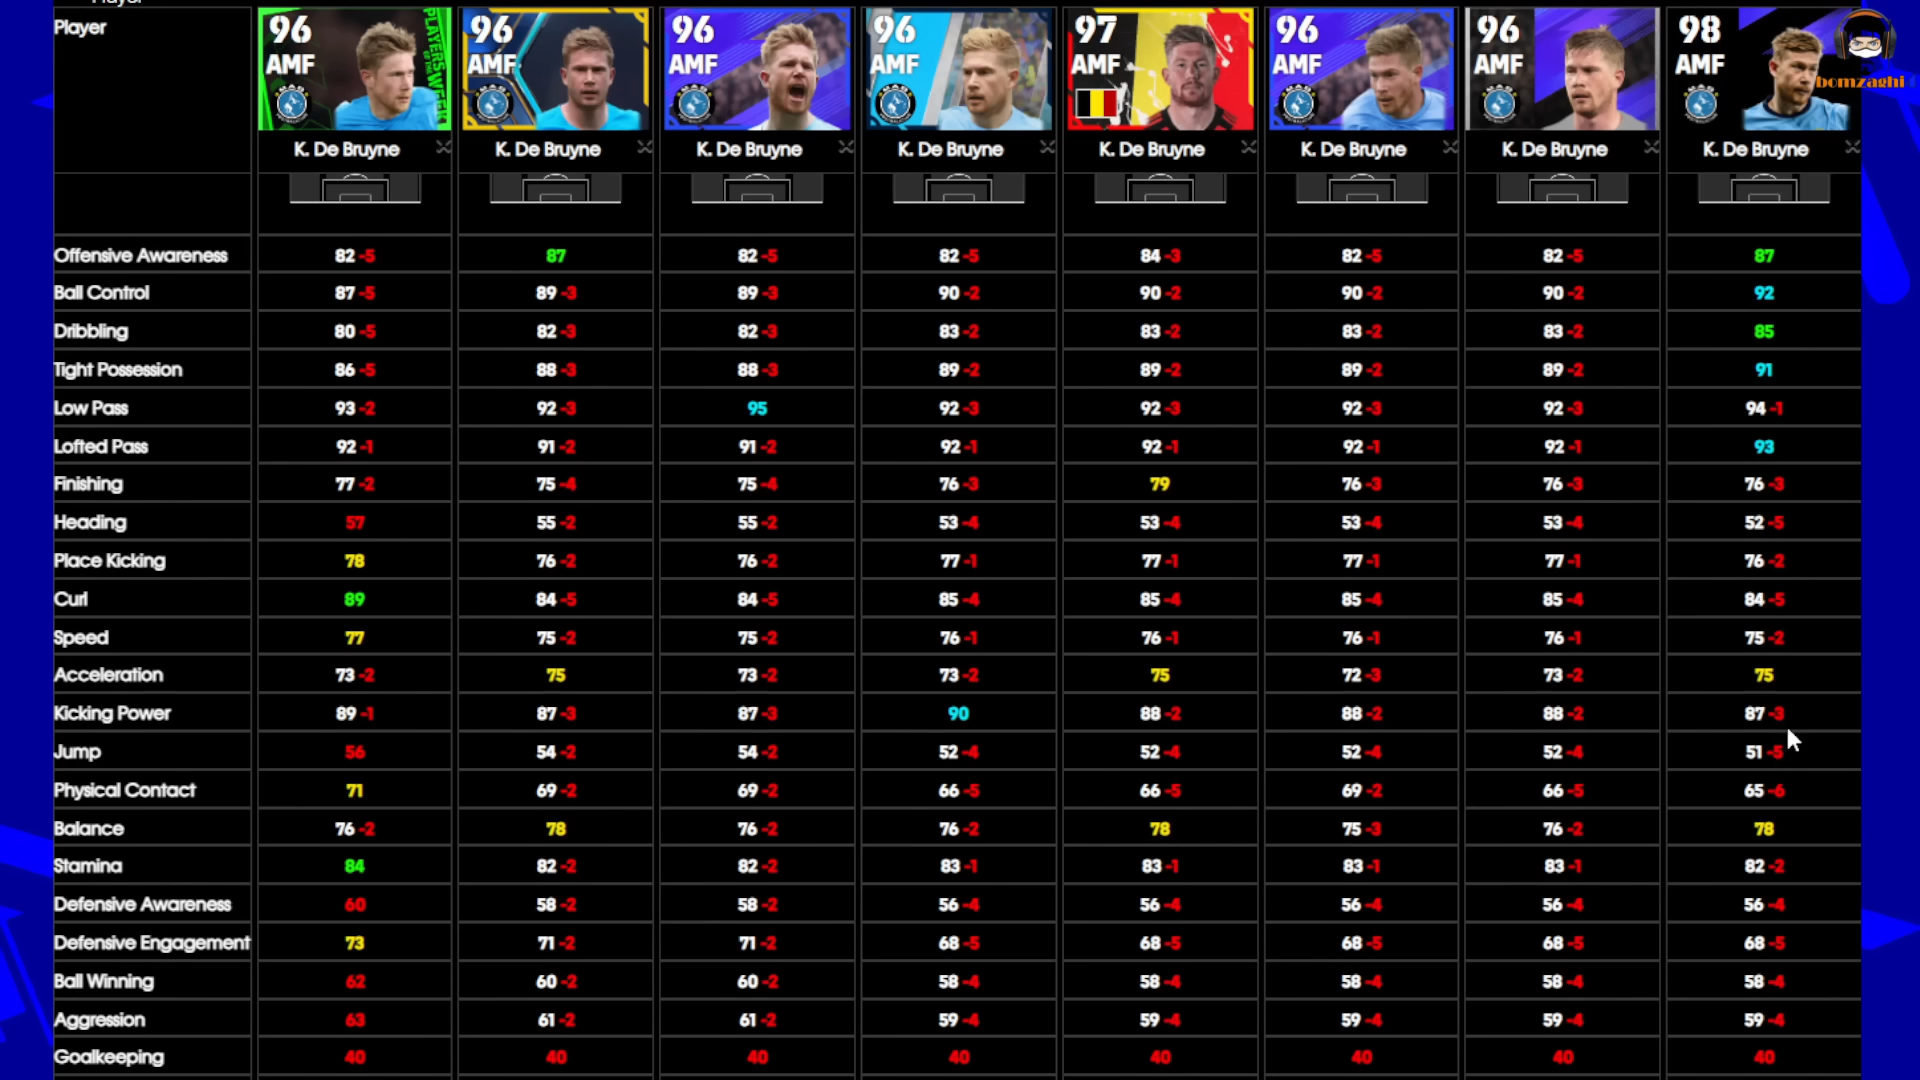 Player
Player
96 AMF PLAYERS OF THE WEEK
96 AMF
96 AMF
96 AMF
97 AMF
96 AMF
96 AMF
98 AMF
bomzaghi
K. De Bruyne K. De Bruyne K. De Bruyne K. De Bruyne K. De Bruyne K. De Bruyne K. De Bruyne K. De Bruyne
Offensive Awareness 82 -5 87 82 -5 82 -5 84 -3 82 -5 82 -5 87
Ball Control 87 -5 89 -3 89 -3 90 -2 90 -2 90 -2 90 -2 92
Dribbling 80 -5 82 -3 82 -3 83 -2 83 -2 83 -2 83 -2 85
Tight Possession 86 -5 88 -3 88 -3 89 -2 89 -2 89 -2 89 -2 91
Low Pass 93 -2 92 -3 95 92 -3 92 -3 92 -3 92 -3 94 -1
Lofted Pass 92 -1 91 -2 91 -2 92 -1 92 -1 92 -1 92 -1 93
Finishing 77 -2 75 -4 75 -4 76 -3 79 76 -3 76 -3 76 -3
Heading 57 55 -2 55 -2 53 -4 53 -4 53 -4 53 -4 52 -5
Place Kicking 78 76 -2 76 -2 77 -1 77 -1 77 -1 77 -1 76 -2
Curl 89 84 -5 84 -5 85 -4 85 -4 85 -4 85 -4 84 -5
Speed 77 75 -2 75 -2 76 -1 76 -1 76 -1 76 -1 75 -2
Acceleration 73 -2 75 73 -2 73 -2 75 72 -3 73 -2 75
Kicking Power 89 -1 87 -3 87 -3 90 88 -2 88 -2 88 -2 87 -3
Jump 56 54 -2 54 -2 52 -4 52 -4 52 -4 52 -4 51 -5
Physical Contact 71 69 -2 69 -2 66 -5 66 -5 69 -2 66 -5 65 -6
Balance 76 -2 78 76 -2 76 -2 78 75 -3 76 -2 78
Stamina 84 82 -2 82 -2 83 -1 83 -1 83 -1 83 -1 82 -2
Defensive Awareness 60 58 -2 58 -2 56 -4 56 -4 56 -4 56 -4 56 -4
Defensive Engagement 73 71 -2 71 -2 68 -5 68 -5 68 -5 68 -5 68 -5
Ball Winning 62 60 -2 60 -2 58 -4 58 -4 58 -4 58 -4 58 -4
Aggression 63 61 -2 61 -2 59 -4 59 -4 59 -4 59 -4 59 -4
Goalkeeping 40 40 40 40 40 40 40 40